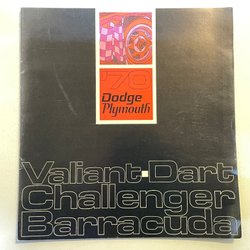 '70
Dodge
Plymouth
Valiant-Dart
Challenger
Barracuda